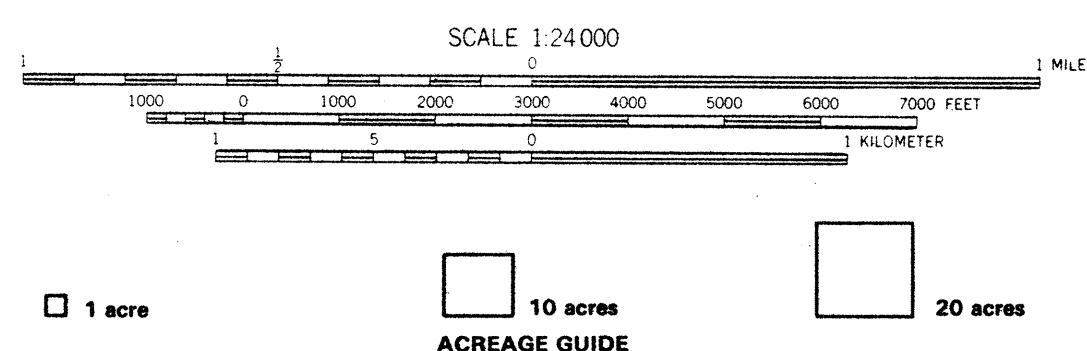 SCALE 1:24 000
1 1/2 0 1 MILE
1000 0 1000 2000 3000 4000 5000 6000 7000 FEET
1 5 0 1 KILOMETER
1 acre 10 acres 20 acres
ACREAGE GUIDE